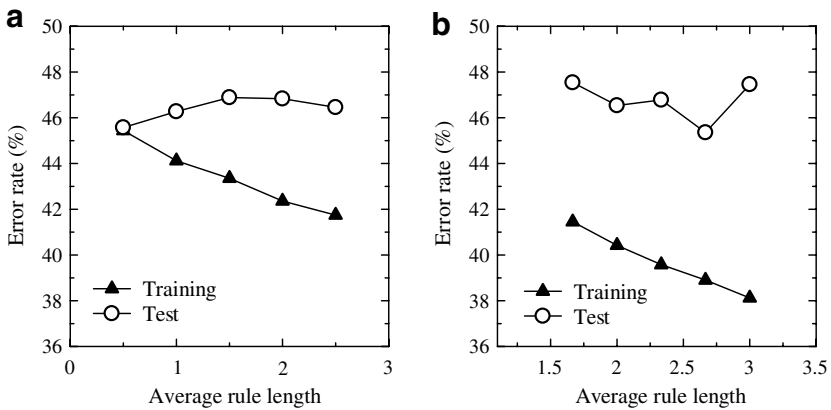 a
50
48
46
44
42
40
38
36
Error rate (%)
Training
Test
0
1
2
3
Average rule length
b
50
48
46
44
42
40
38
36
Error rate (%)
Training
Test
1.5
2
2.5
3
3.5
Average rule length